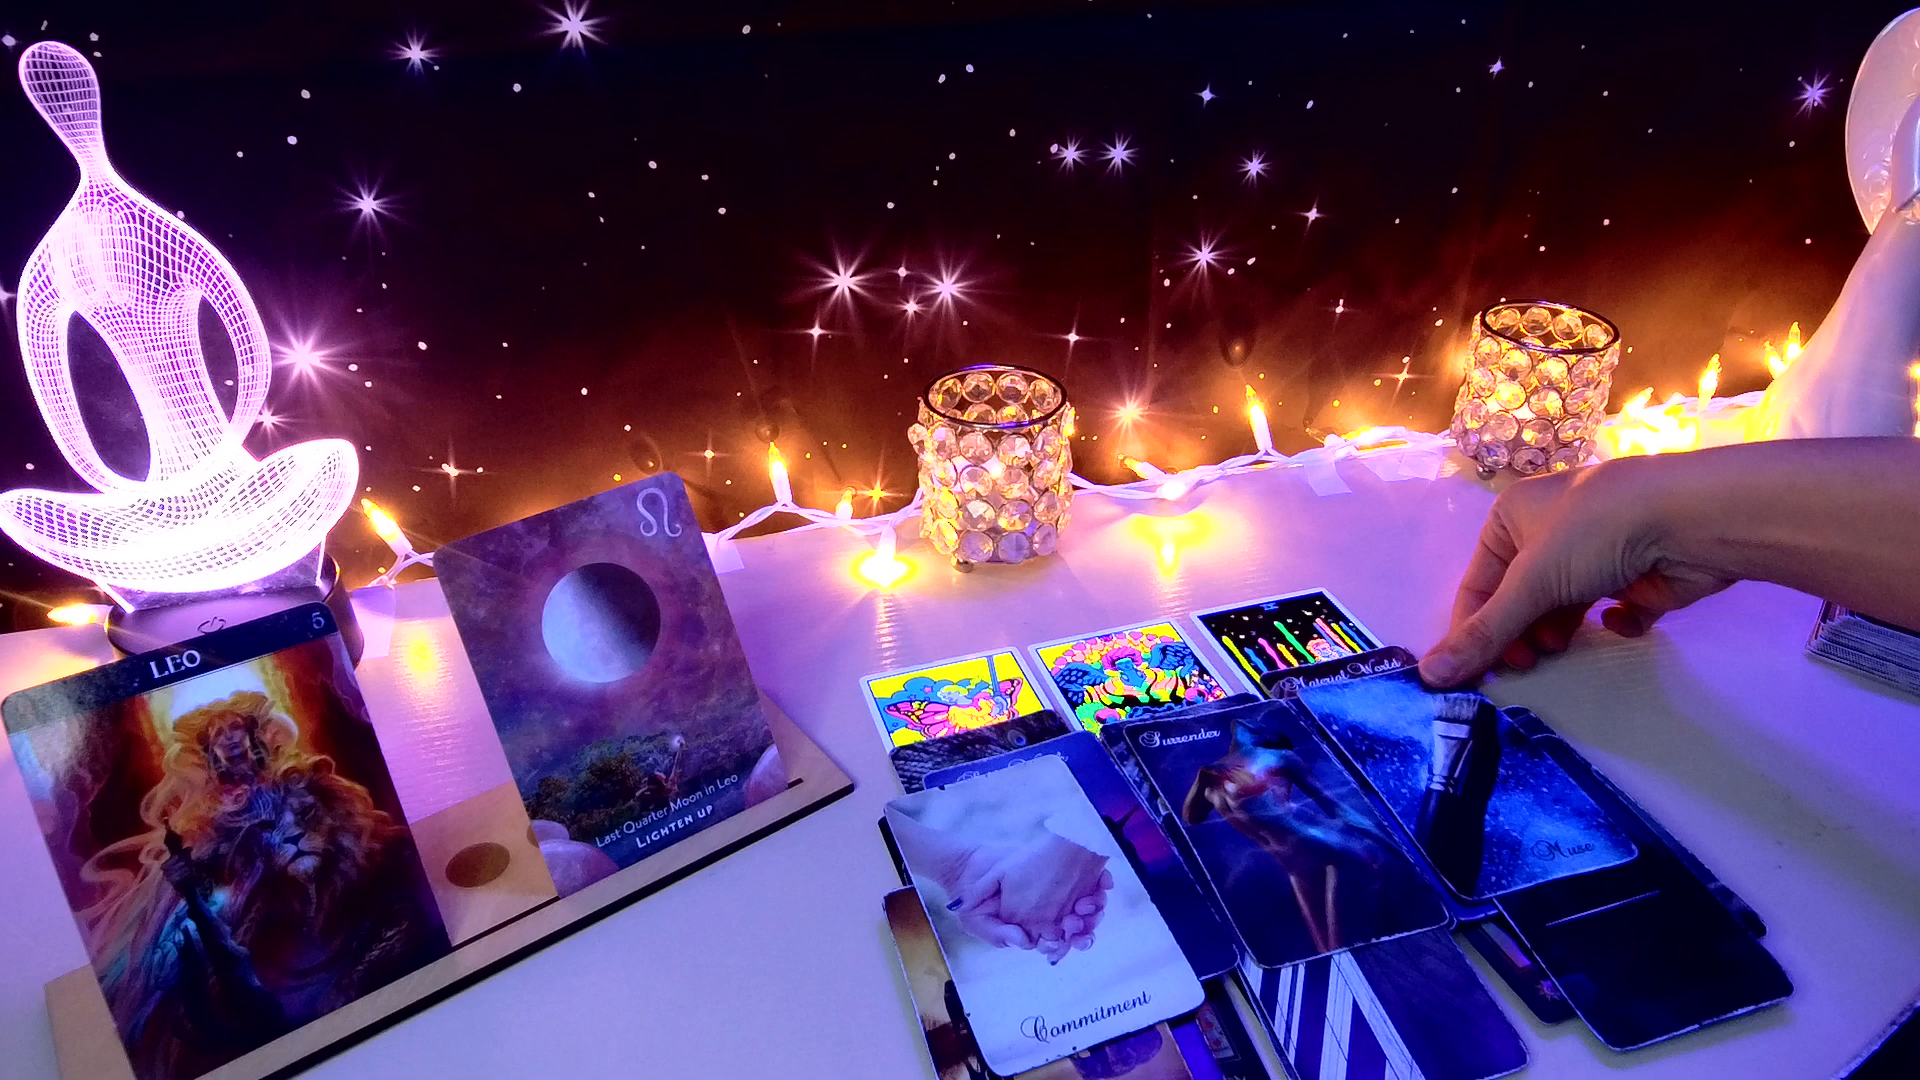 LEO
5
♌
Last Quarter Moon in Leo
LIGHTEN UP
Material World
Surrender
Muse
Commitment